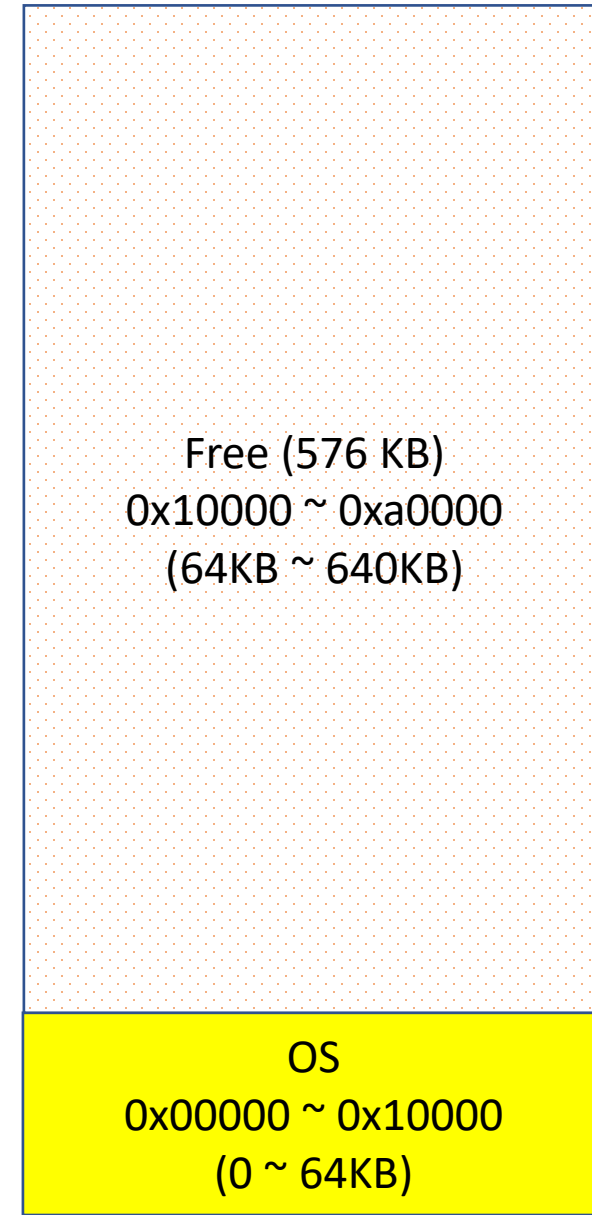 Free (576 KB)
0x10000 ~ 0xa0000
(64KB ~ 640KB)
OS
0x00000 ~ 0x10000
(0 ~ 64KB)